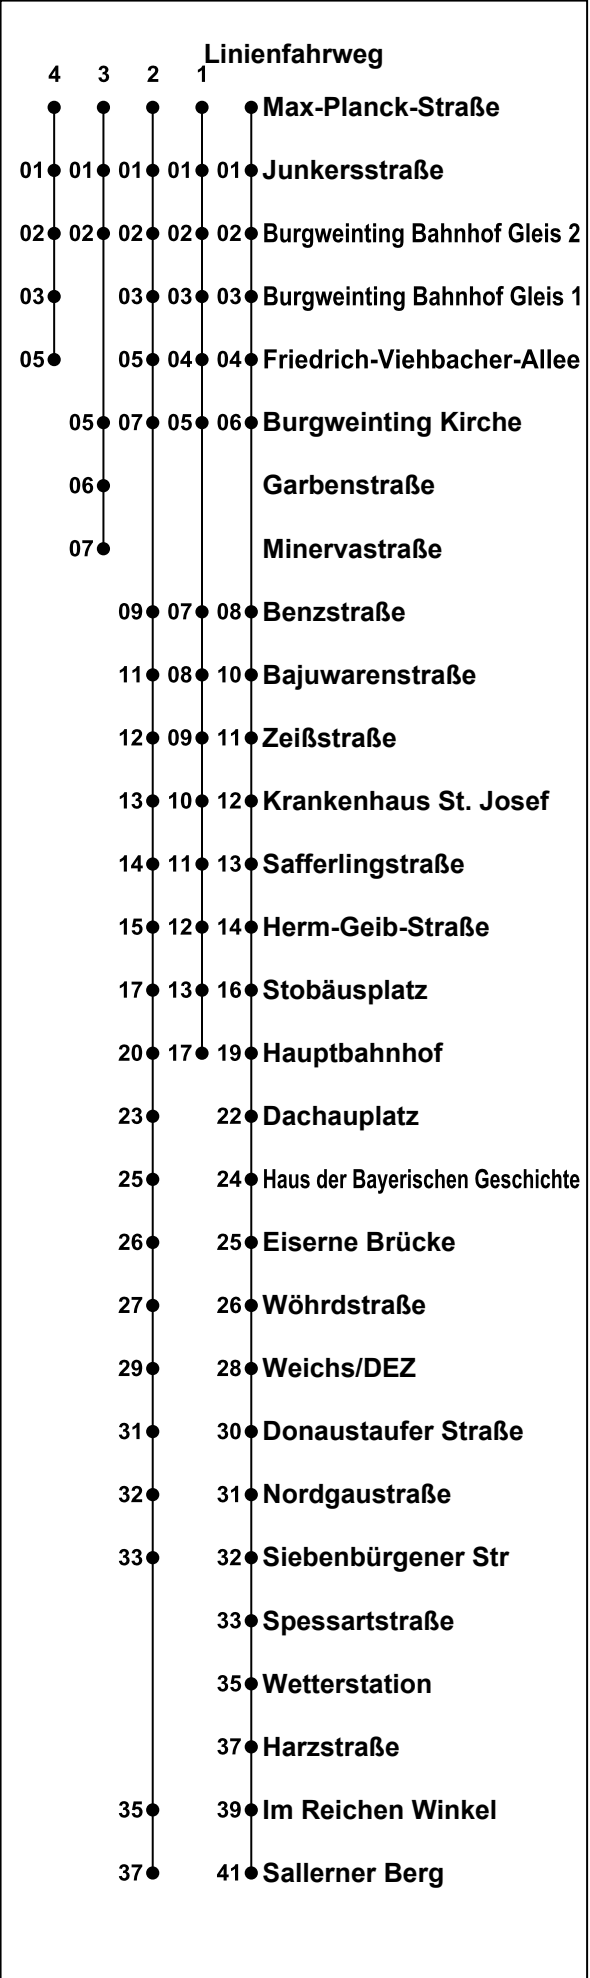 Linienfahrweg
4 3 2 1
Max-Planck-Straße
01 01 01 01 01 Junkersstraße
02 02 02 02 02 Burgweinting Bahnhof Gleis 2
03 03 03 03 Burgweinting Bahnhof Gleis 1
05 05 04 04 Friedrich-Viehbacher-Allee
05 07 05 06 Burgweinting Kirche
06 Garbenstraße
07 Minervastraße
09 07 08 Benzstraße
11 08 10 Bajuwarenstraße
12 09 11 Zeißstraße
13 10 12 Krankenhaus St. Josef
14 11 13 Safferlingstraße
15 12 14 Herm-Geib-Straße
17 13 16 Stobäusplatz
20 17 19 Hauptbahnhof
23 22 Dachauplatz
25 24 Haus der Bayerischen Geschichte
26 25 Eiserne Brücke
27 26 Wöhrdstraße
29 28 Weichs/DEZ
31 30 Donaustaufer Straße
32 31 Nordgaustraße
33 32 Siebenbürgener Str
33 Spessartstraße
35 Wetterstation
37 Harzstraße
35 39 Im Reichen Winkel
37 41 Sallerner Berg